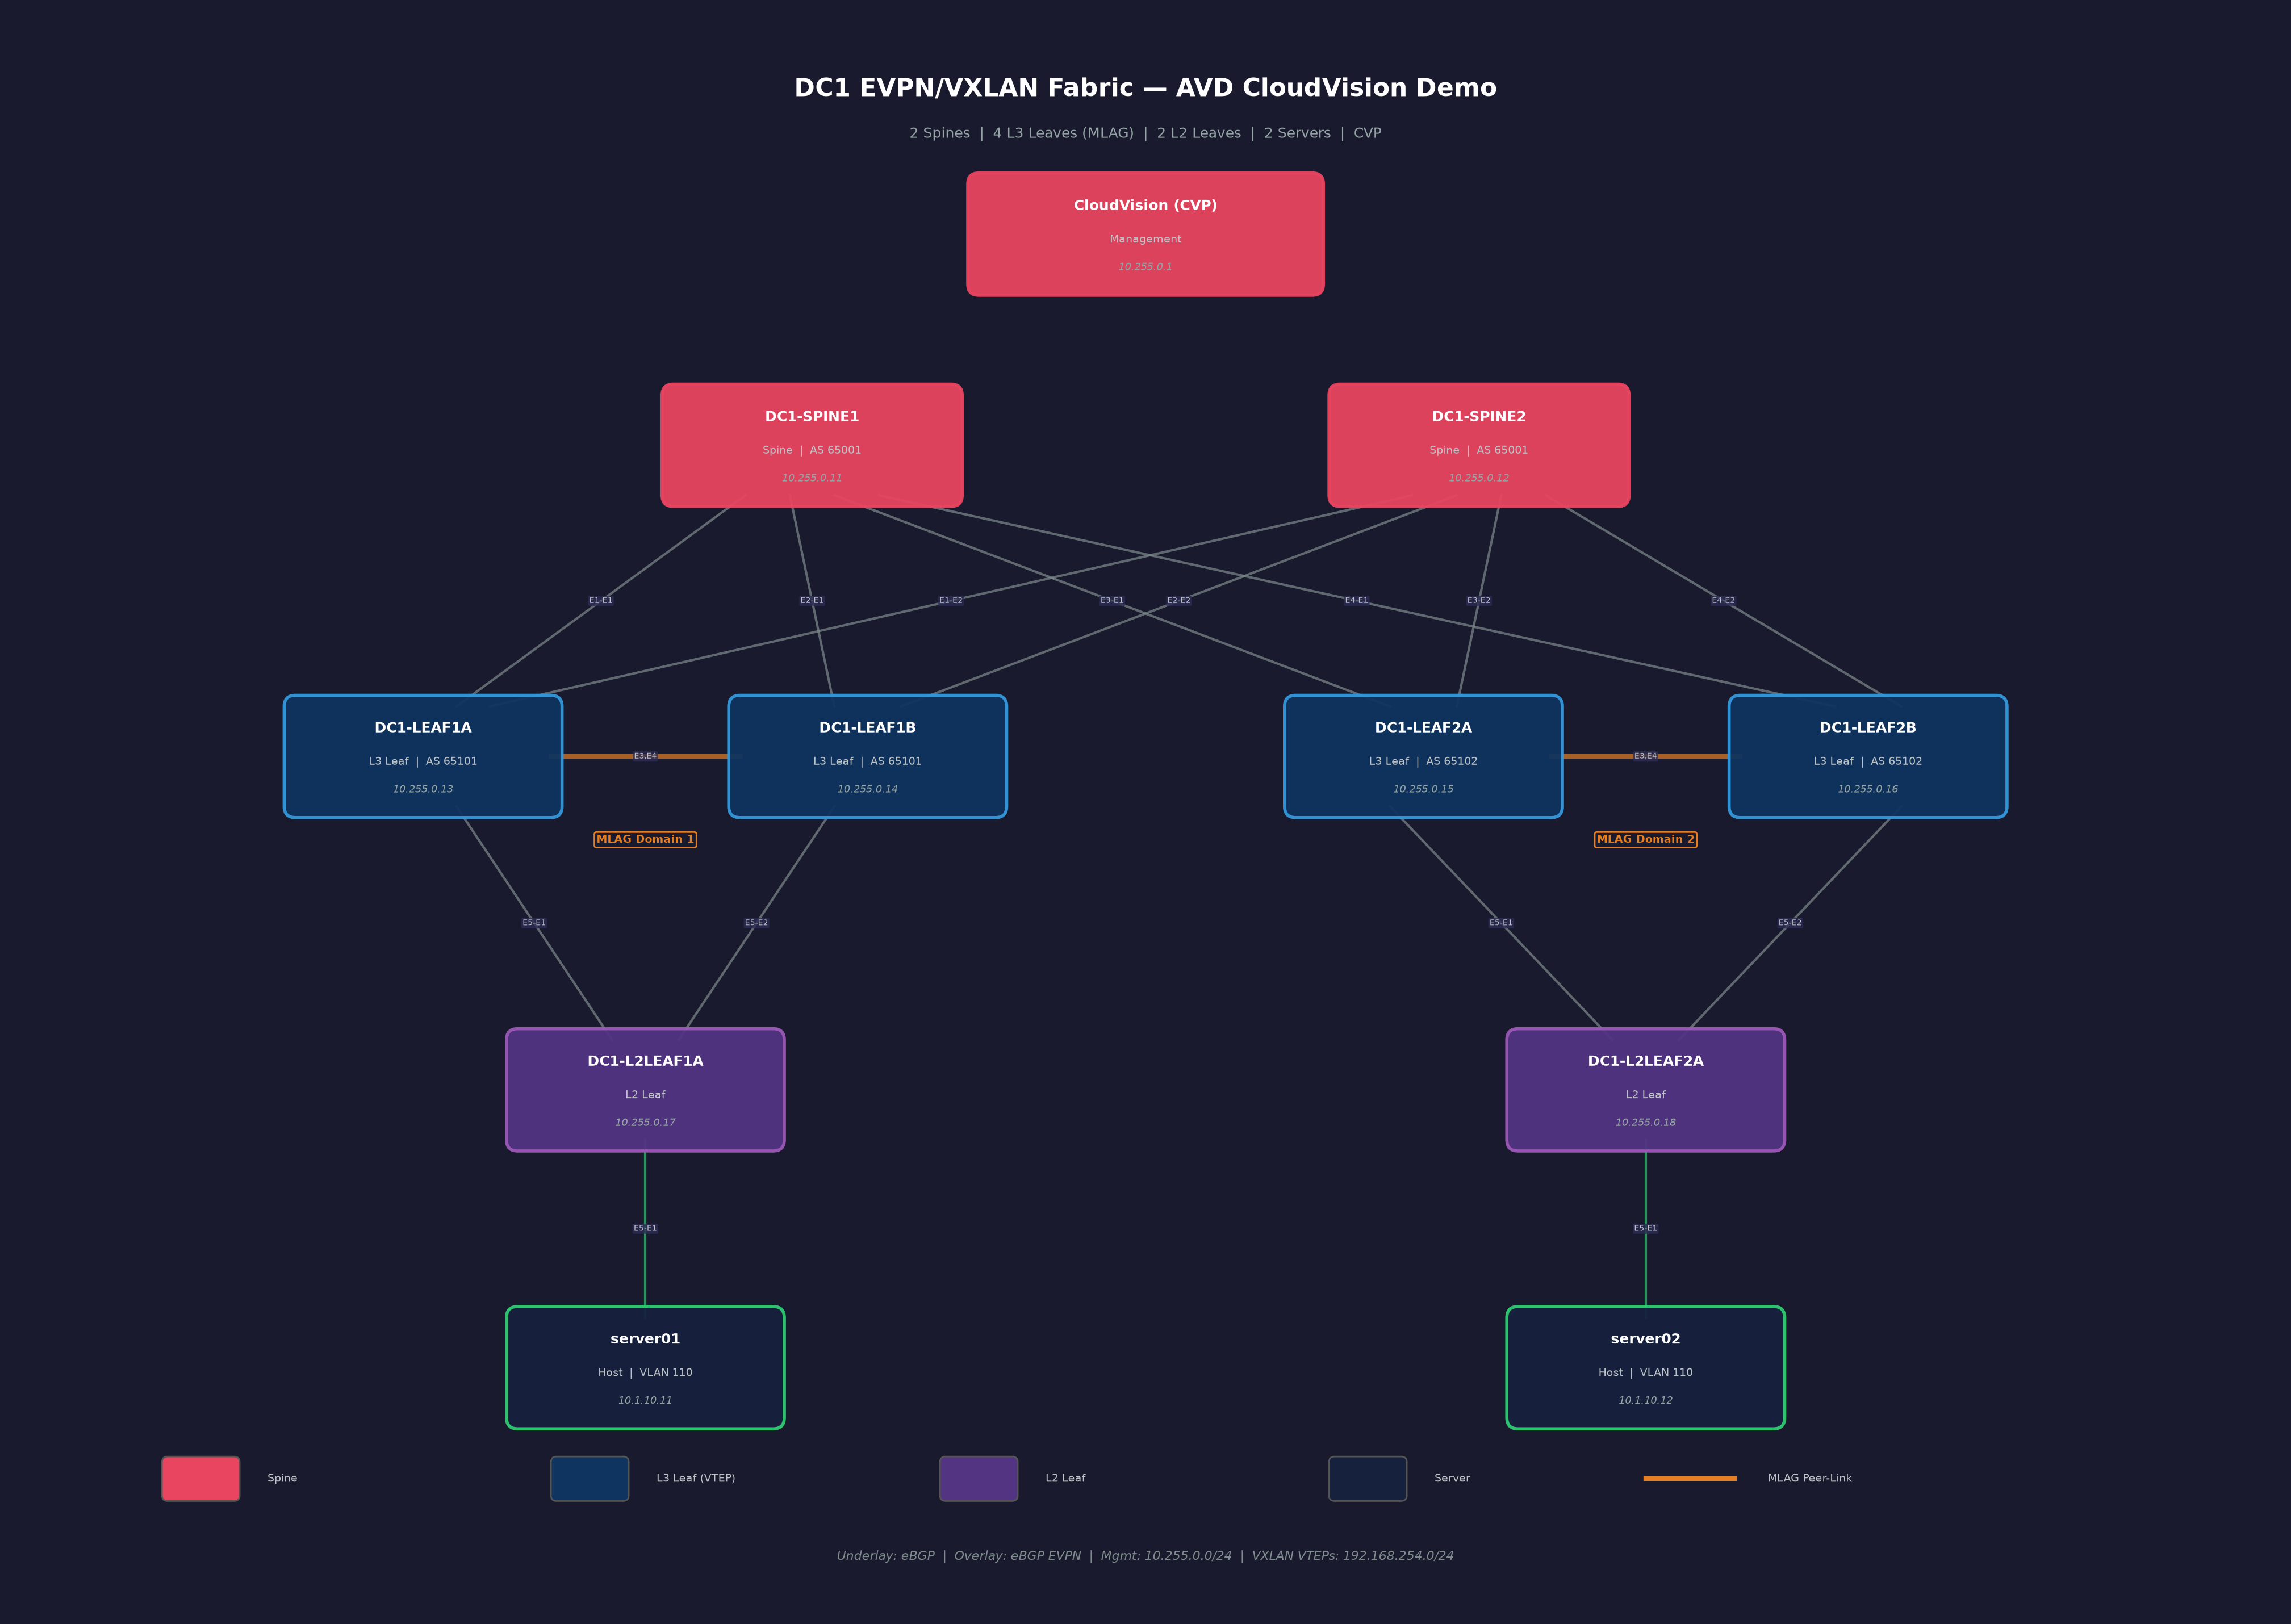 DC1 EVPN/VXLAN Fabric — AVD CloudVision Demo
2 Spines | 4 L3 Leaves (MLAG) | 2 L2 Leaves | 2 Servers | CVP
CloudVision (CVP)
Management
10.255.0.1
DC1-SPINE1
Spine | AS 65001
10.255.0.11
DC1-SPINE2
Spine | AS 65001
10.255.0.12
E1-E1
E2-E1
E1-E2
E3-E1
E2-E2
E4-E1
E3-E2
E4-E2
DC1-LEAF1A
L3 Leaf | AS 65101
10.255.0.13
E3,E4
DC1-LEAF1B
L3 Leaf | AS 65101
10.255.0.14
DC1-LEAF2A
L3 Leaf | AS 65102
10.255.0.15
E3,E4
DC1-LEAF2B
L3 Leaf | AS 65102
10.255.0.16
MLAG Domain 1
MLAG Domain 2
E5-E1
E5-E2
E5-E1
E5-E2
DC1-L2LEAF1A
L2 Leaf
10.255.0.17
DC1-L2LEAF2A
L2 Leaf
10.255.0.18
E5-E1
E5-E1
server01
Host | VLAN 110
10.1.10.11
server02
Host | VLAN 110
10.1.10.12
Spine
L3 Leaf (VTEP)
L2 Leaf
Server
MLAG Peer-Link
Underlay: eBGP | Overlay: eBGP EVPN | Mgmt: 10.255.0.0/24 | VXLAN VTEPs: 192.168.254.0/24